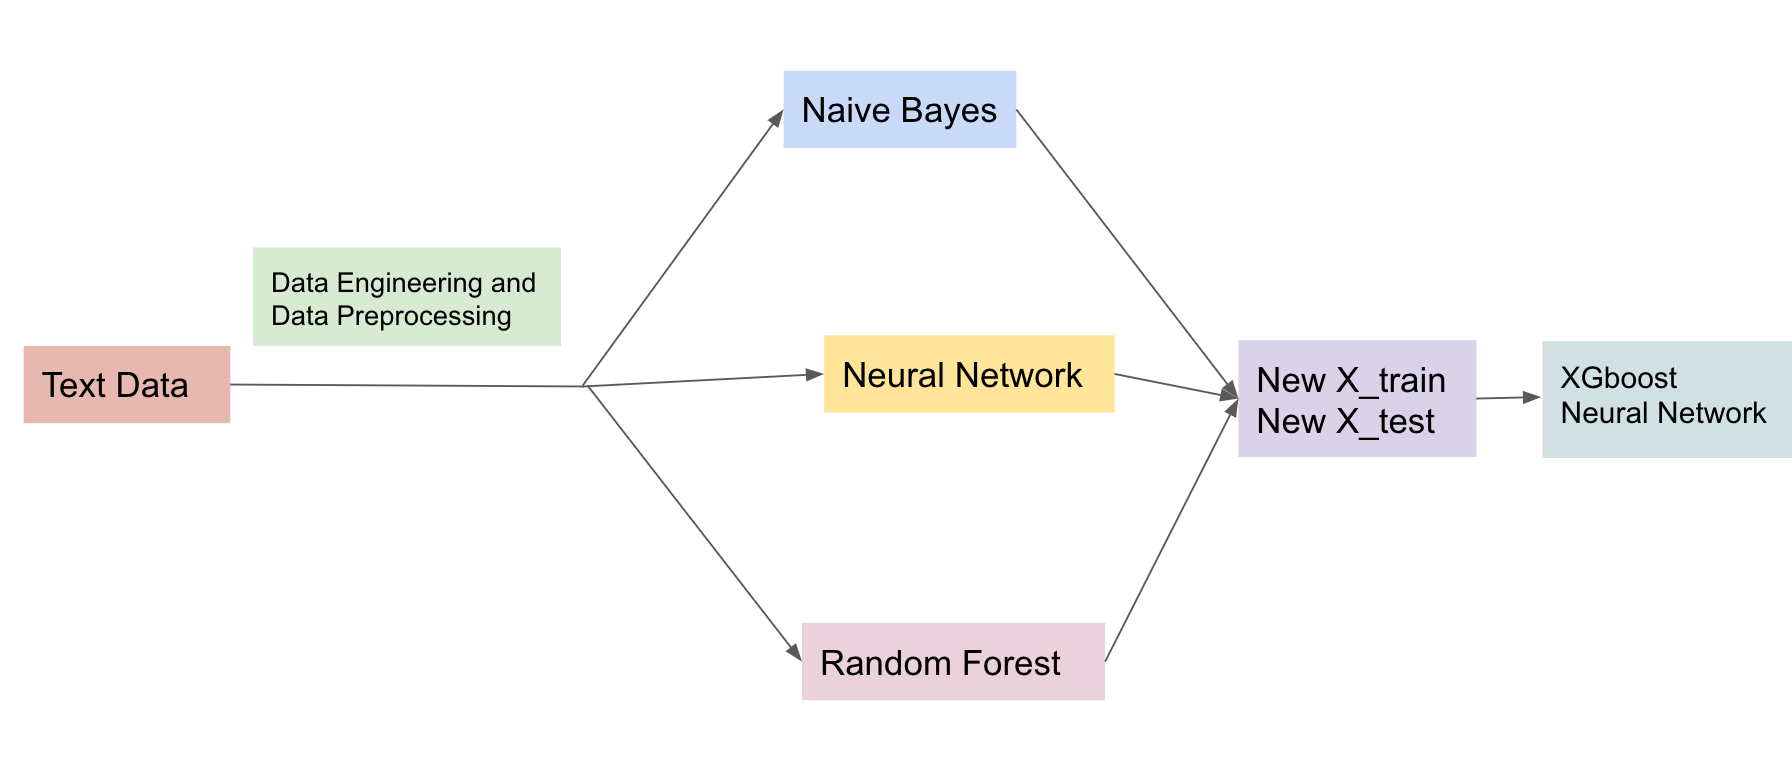 Text Data
Data Engineering and
Data Preprocessing
Naive Bayes
Neural Network
Random Forest
New X_train
New X_test
XGboost
Neural Network